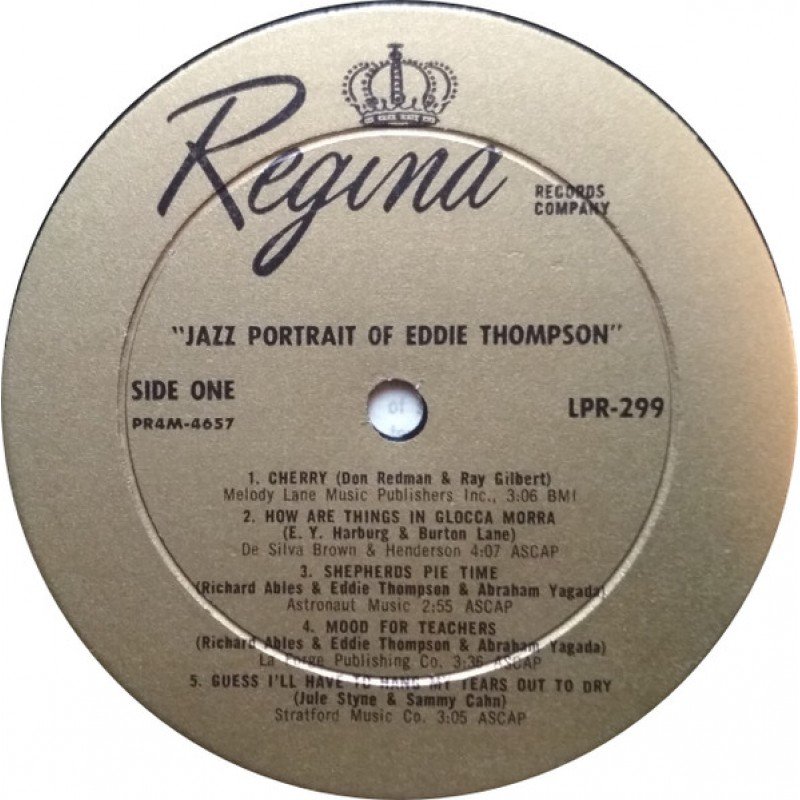 Regina
RECORDS
COMPANY
"JAZZ PORTRAIT OF EDDIE THOMPSON"
SIDE ONE
PR4M-4657
LPR-299
1. CHERRY (Don Redman & Ray Gilbert)
Melody Lane Music Publishers Inc., 3:06 BMI
2. HOW ARE THINGS IN GLOCCA MORRA
(E. Y. Harburg & Burton Lane)
De Silva Brown & Henderson 4:07 ASCAP
3. SHEPHERDS PIE TIME
(Richard Ables & Eddie Thompson & Abraham Yagada)
Astronaut Music 2:55 ASCAP
4. MOOD FOR TEACHERS
(Richard Ables & Eddie Thompson & Abraham Yagada)
La Forge Publishing Co. 3:36 ASCAP
5. GUESS I'LL HAVE TO HANG MY TEARS OUT TO DRY
(Jule Styne & Sammy Cahn)
Stratford Music Co. 3:05 ASCAP